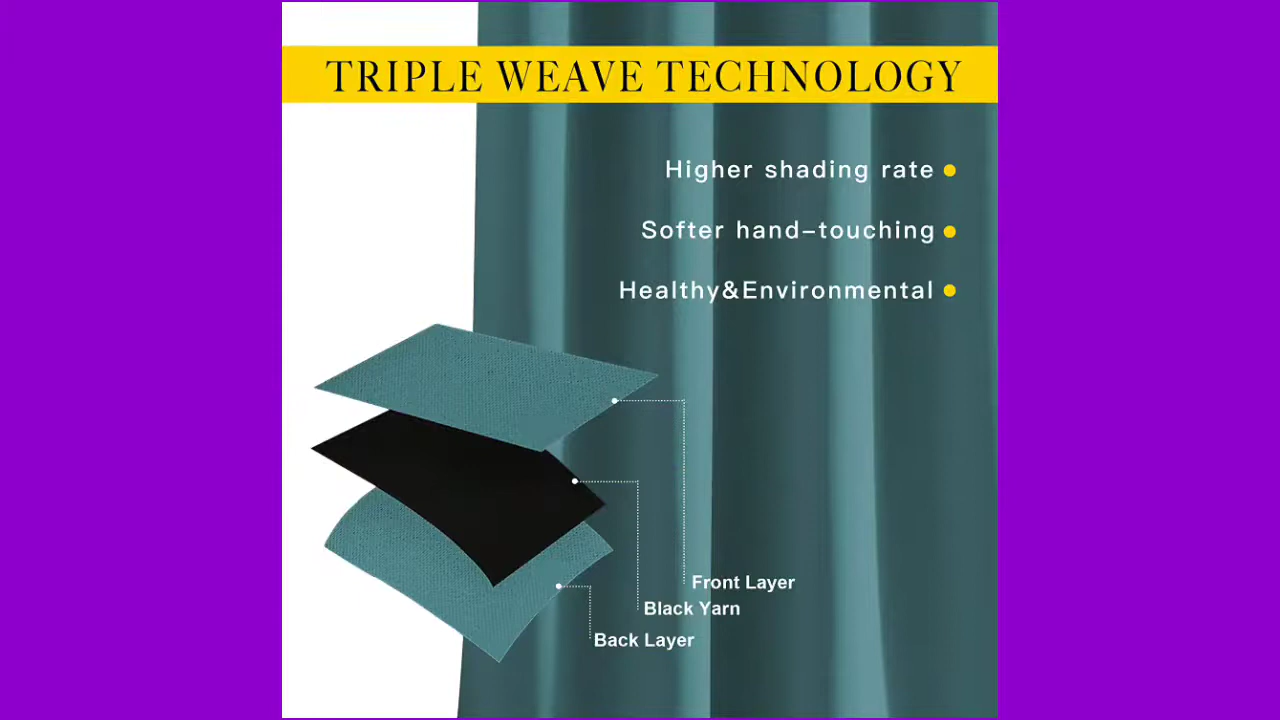 TRIPLE WEAVE TECHNOLOGY
Higher shading rate
Softer hand-touching
Healthy&Environmental
Front Layer
Black Yarn
Back Layer